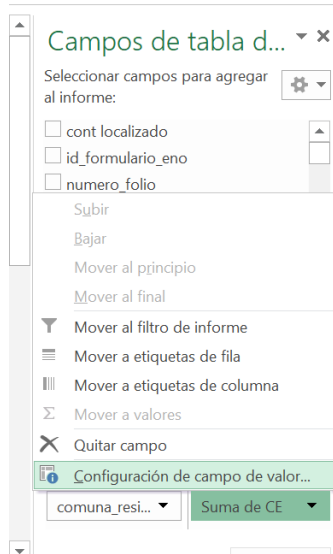 Campos de tabla d...
Seleccionar campos para agregar
al informe:
cont localizado
id_formulario_eno
numero_folio
Subir
Bajar
Mover al principio
Mover al final
Mover al filtro de informe
Mover a etiquetas de fila
Mover a etiquetas de columna
Σ Mover a valores
Quitar campo
Configuración de campo de valor...
comuna_resi... Suma de CE